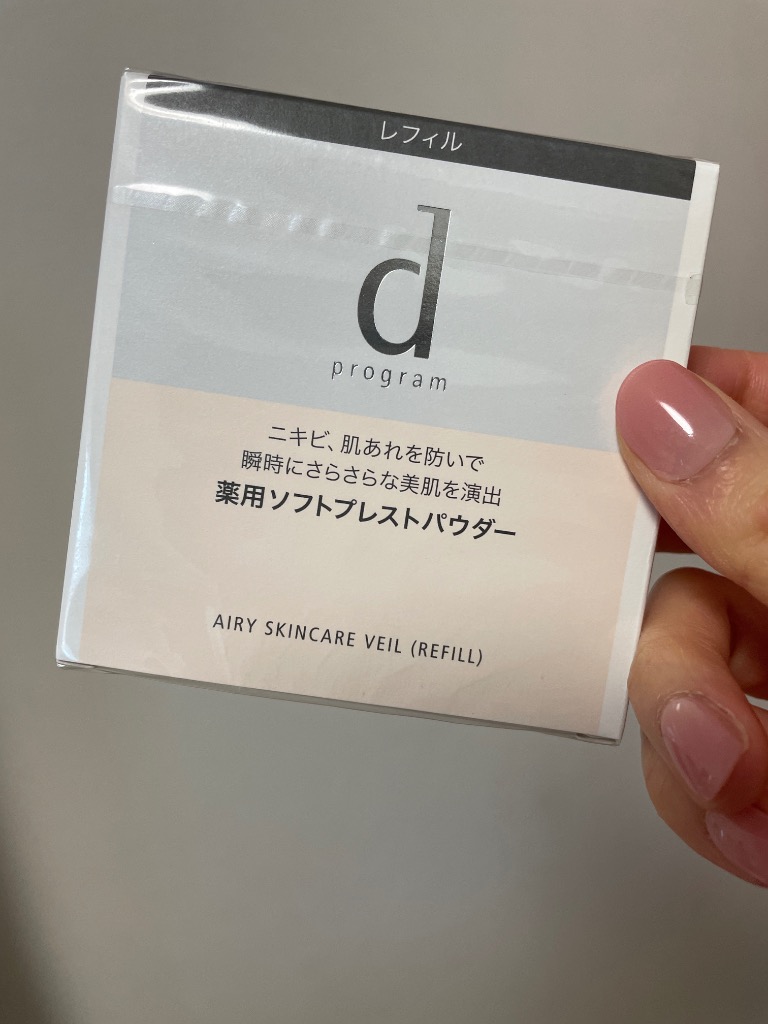 レフィル
d
program
ニキビ、肌あれを防いで
瞬時にさらさらな美肌を演出
薬用ソフトプレストパウダー
AIRY SKINCARE VEIL (REFILL)